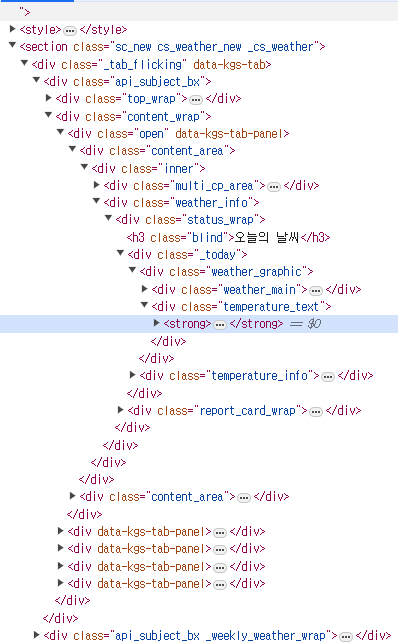 ">
▶<style>…</style>
▼<section class="sc_new cs_weather_new _cs_weather">
▼<div class="_tab_flicking" data-kgs-tab>
▼<div class="api_subject_bx">
▶<div class="top_wrap">…</div>
▼<div class="content_wrap">
▼<div class="open" data-kgs-tab-panel>
▼<div class="content_area">
▼<div class="inner">
▶<div class="multi_cp_area">…</div>
▼<div class="weather_info">
▼<div class="status_wrap">
<h3 class="blind">오늘의 날씨</h3>
▼<div class="_today">
▼<div class="weather_graphic">
▶<div class="weather_main">…</div>
▼<div class="temperature_text">
▶<strong>…</strong> == $0
</div>
</div>
▶<div class="temperature_info">…</div>
</div>
▶<div class="report_card_wrap">…</div>
</div>
</div>
</div>
</div>
▶<div class="content_area">…</div>
</div>
▶<div data-kgs-tab-panel>…</div>
▶<div data-kgs-tab-panel>…</div>
▶<div data-kgs-tab-panel>…</div>
▶<div data-kgs-tab-panel>…</div>
</div>
</div>
▶<div class="api_subject_bx _weekly_weather_wrap">…</div>